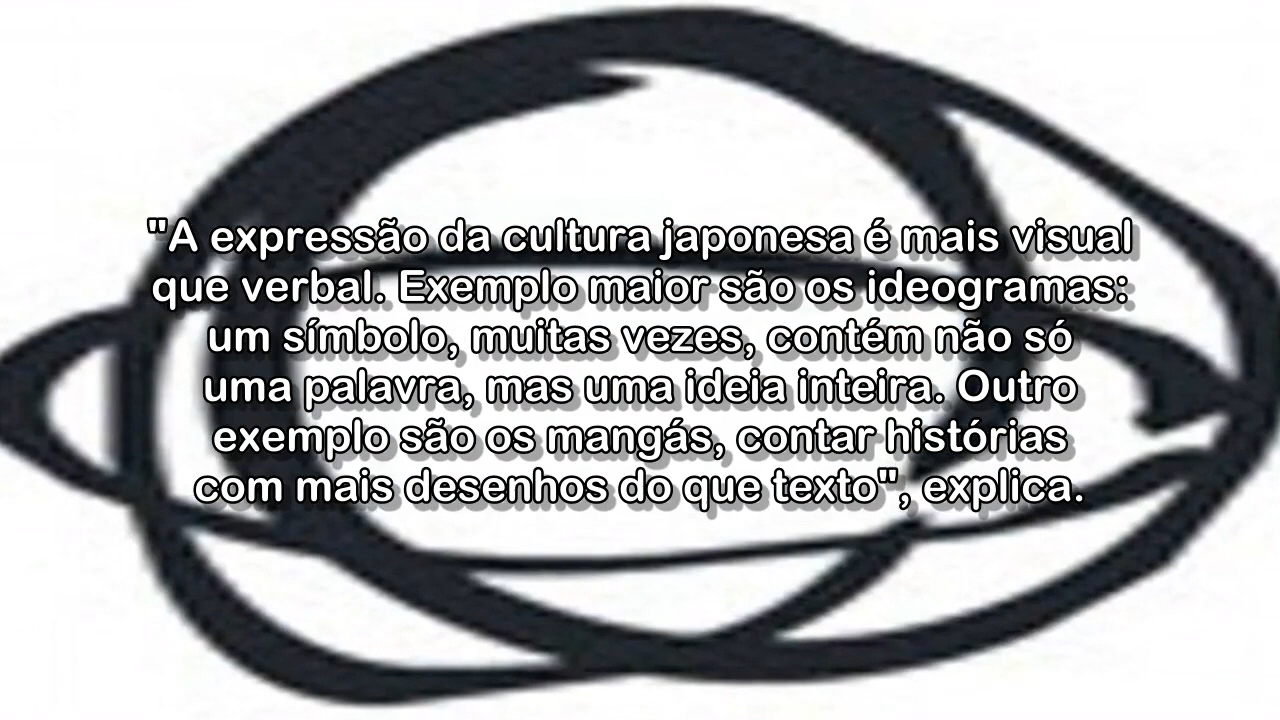 "A expressão da cultura japonesa é mais visual
que verbal. Exemplo maior são os ideogramas:
um símbolo, muitas vezes, contém não só
uma palavra, mas uma ideia inteira. Outro
exemplo são os mangás, contar histórias
com mais desenhos do que texto", explica.